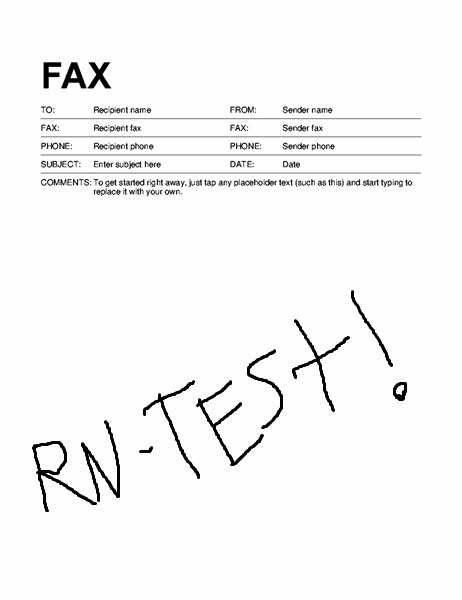 FAX
TO: Recipient name FROM: Sender name
FAX: Recipient fax FAX: Sender fax
PHONE: Recipient phone PHONE: Sender phone
SUBJECT: Enter subject here DATE: Date
COMMENTS: To get started right away, just tap any placeholder text (such as this) and start typing to
replace it with your own.
RN-TEST!